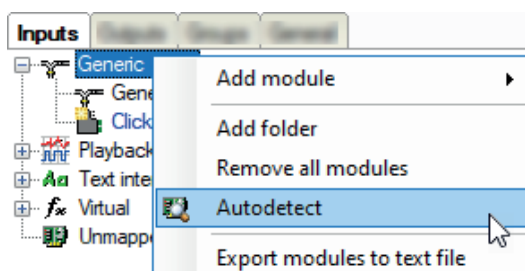 Inputs
Generic
Add module
Gene
Click
Add folder
Playback
Remove all modules
Text inte
Virtual
Autodetect
Unmapp
Export modules to text file